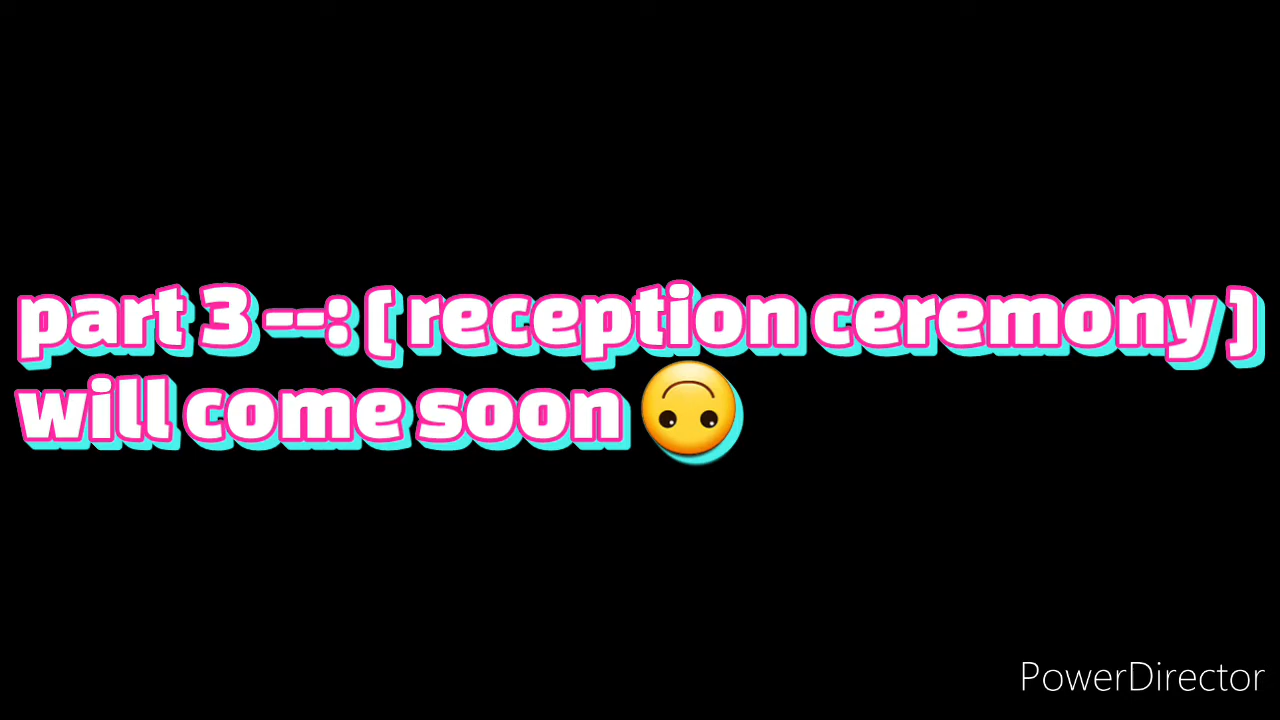 part 3 --: ( reception ceremony )
will come soon 🙃
PowerDirector